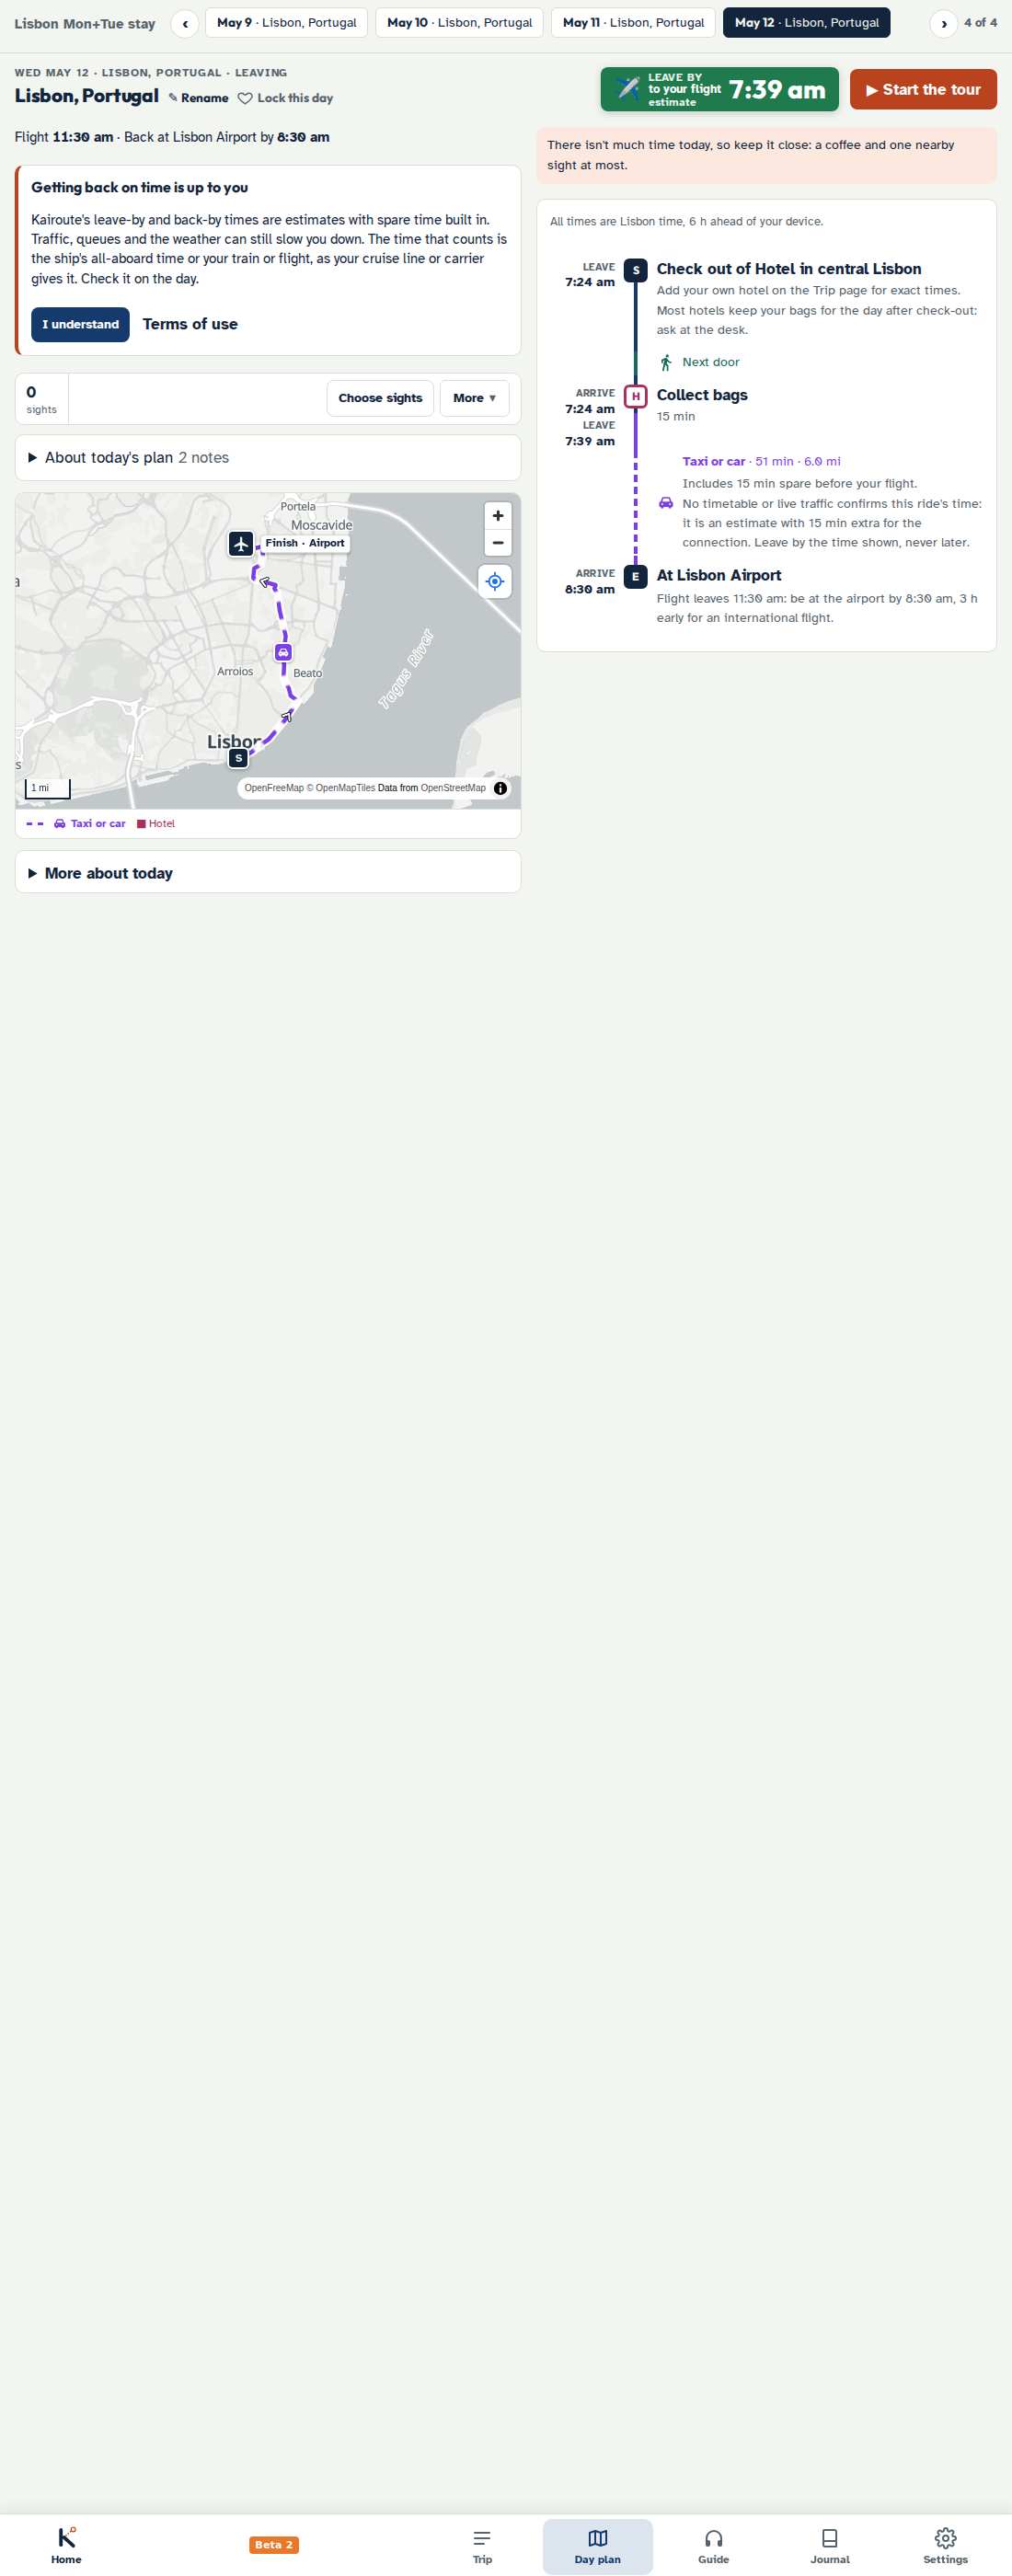 Lisbon Mon+Tue stay
‹
May 9 · Lisbon, Portugal
May 10 · Lisbon, Portugal
May 11 · Lisbon, Portugal
May 12 · Lisbon, Portugal
›
4 of 4
WED MAY 12 · LISBON, PORTUGAL · LEAVING
Lisbon, Portugal
✎ Rename
Lock this day
LEAVE BY
to your flight
estimate
7:39 am
▶ Start the tour
Flight 11:30 am · Back at Lisbon Airport by 8:30 am
Getting back on time is up to you
Kairoute's leave-by and back-by times are estimates with spare time built in.
Traffic, queues and the weather can still slow you down. The time that counts is
the ship's all-aboard time or your train or flight, as your cruise line or carrier
gives it. Check it on the day.
I understand
Terms of use
0
sights
Choose sights
More ▼
▶ About today's plan 2 notes
Portela
Moscavide
Finish · Airport
a
Arroios
Beato
Tagus River
Lisbon
S
s
1 mi
+
−
OpenFreeMap © OpenMapTiles Data from OpenStreetMap
Taxi or car
Hotel
▶ More about today
There isn't much time today, so keep it close: a coffee and one nearby
sight at most.
All times are Lisbon time, 6 h ahead of your device.
LEAVE
7:24 am
S
Check out of Hotel in central Lisbon
Add your own hotel on the Trip page for exact times.
Most hotels keep your bags for the day after check-out:
ask at the desk.
Next door
ARRIVE
7:24 am
LEAVE
7:39 am
H
Collect bags
15 min
Taxi or car · 51 min · 6.0 mi
Includes 15 min spare before your flight.
No timetable or live traffic confirms this ride's time:
it is an estimate with 15 min extra for the
connection. Leave by the time shown, never later.
ARRIVE
8:30 am
E
At Lisbon Airport
Flight leaves 11:30 am: be at the airport by 8:30 am, 3 h
early for an international flight.
Home
Beta 2
Trip
Day plan
Guide
Journal
Settings